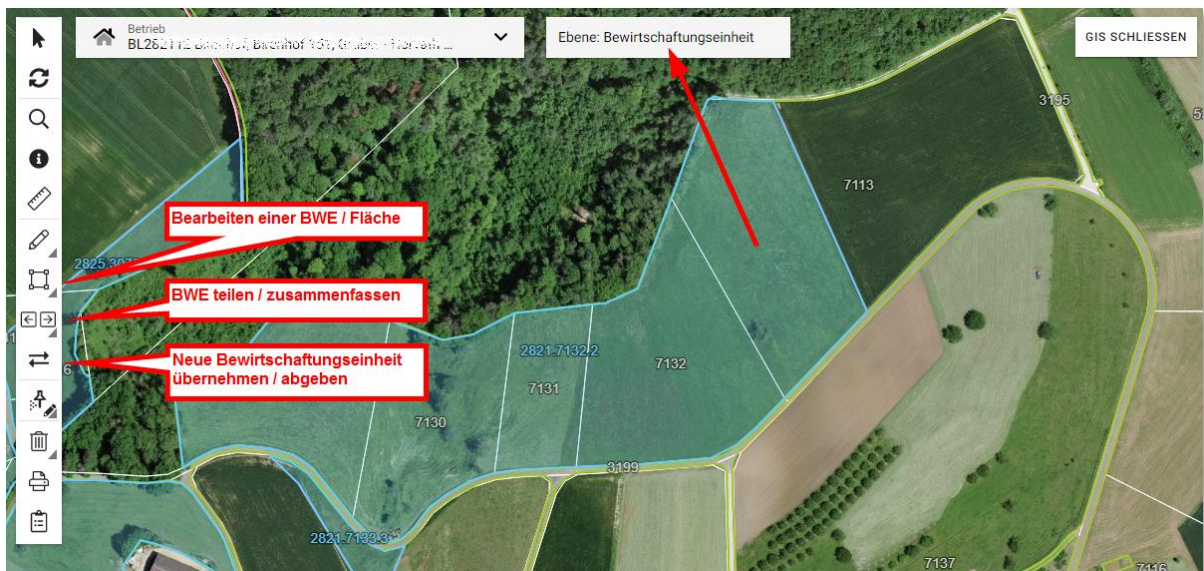 Betrieb
Ebene: Bewirtschaftungseinheit
GIS SCHLIESSEN
3195
7113
Bearbeiten einer BWE / Fläche
BWE teilen / zusammenfassen
2821.7132.2
Neue Bewirtschaftungseinheit
übernehmen / abgeben
7132
7131
7130
3199
2821.7133.3
7137
7116